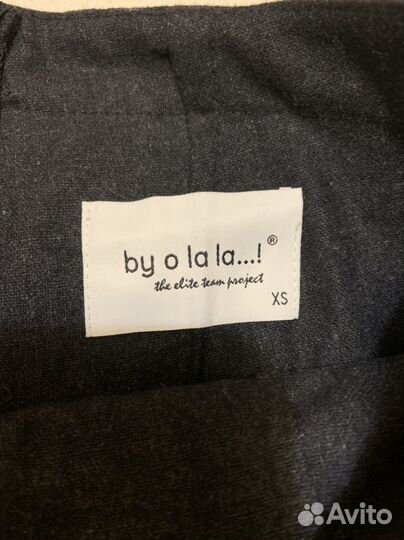 by o la la...! ®
the elite team project
XS
Avito